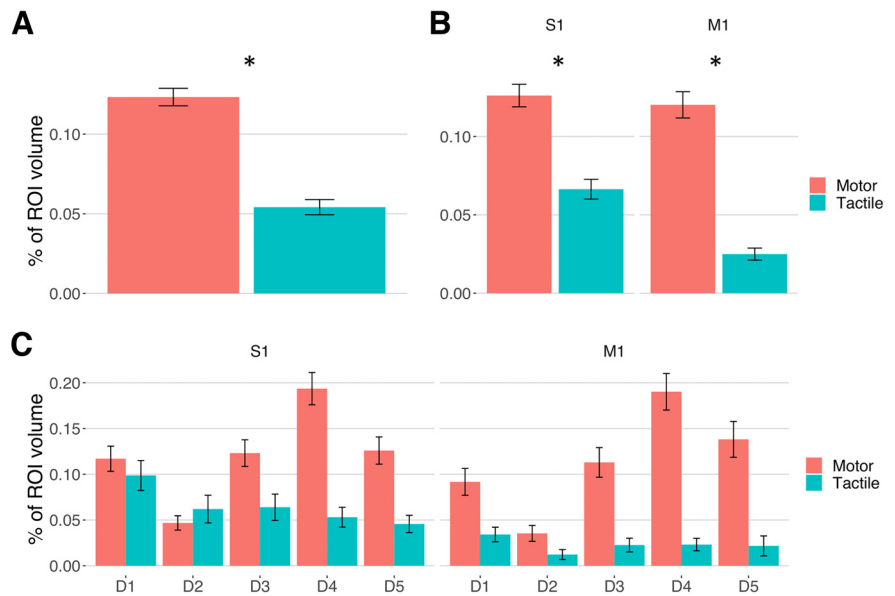 A
*
% of ROI volume
0.10
0.05
0.00
B
S1 M1
* *
0.10
0.05
0.00
Motor
Tactile
C
S1 M1
% of ROI volume
0.20
0.15
0.10
0.05
0.00
D1 D2 D3 D4 D5 D1 D2 D3 D4 D5
Motor
Tactile